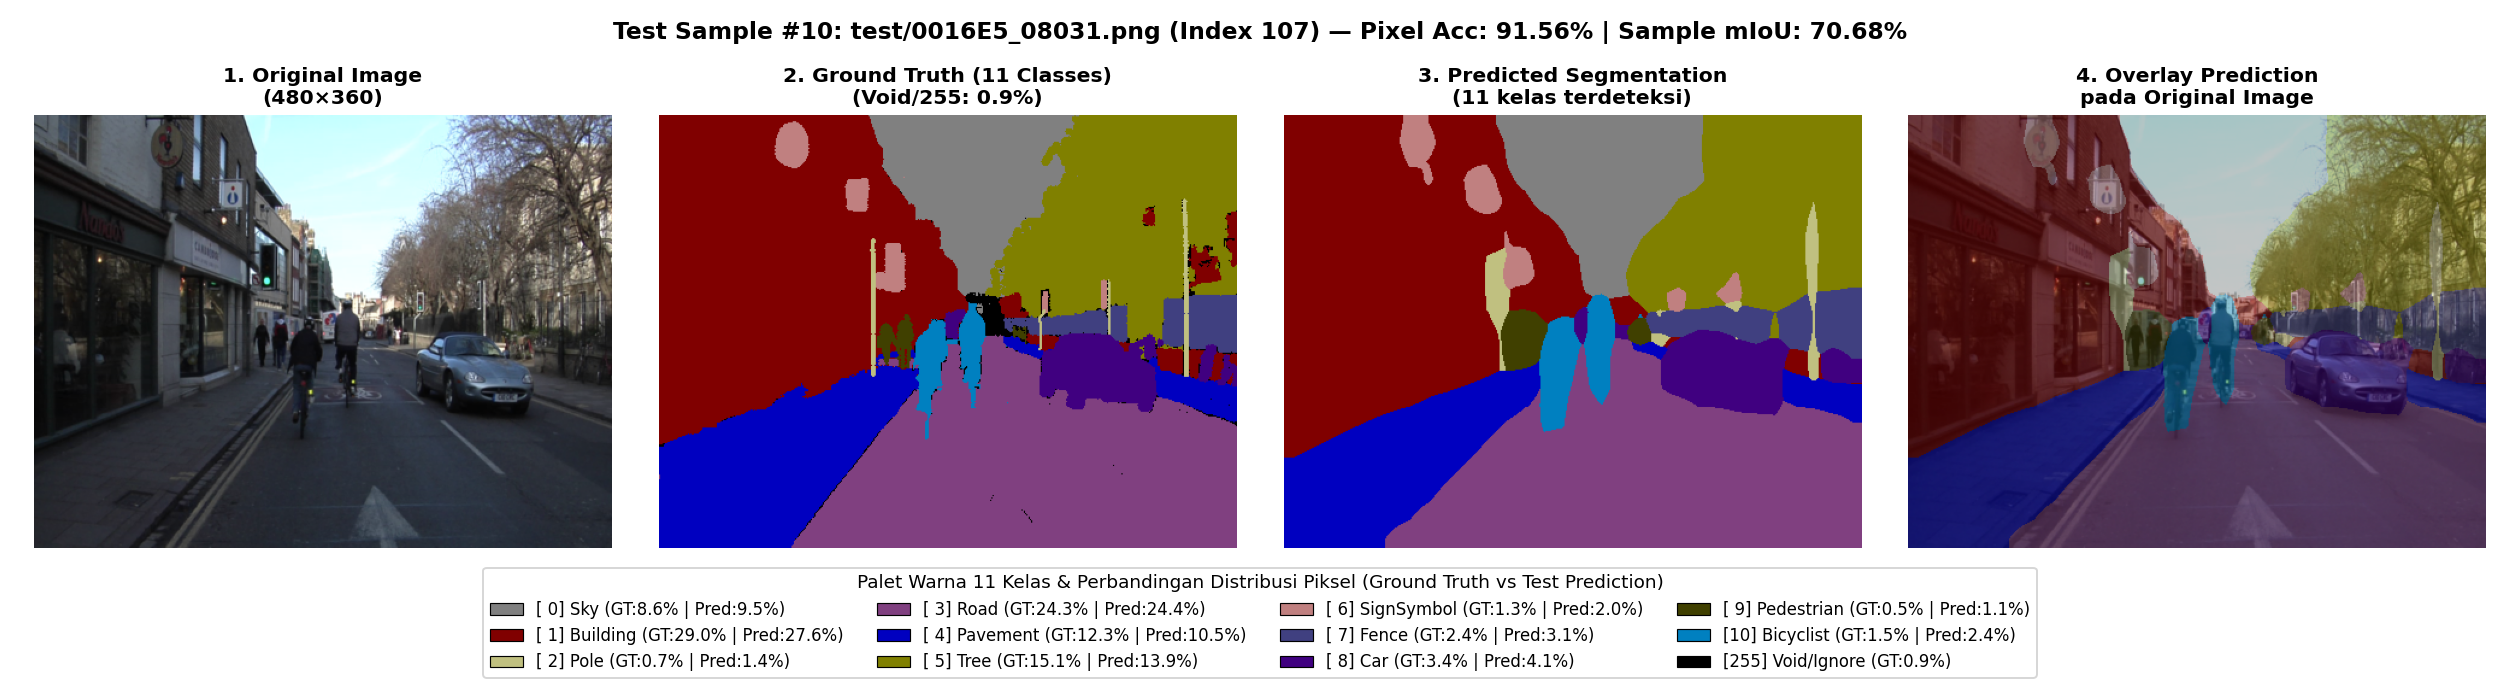 Test Sample #10: test/0016E5_08031.png (Index 107) — Pixel Acc: 91.56% | Sample mIoU: 70.68%
1. Original Image
(480×360)
2. Ground Truth (11 Classes)
(Void/255: 0.9%)
3. Predicted Segmentation
(11 kelas terdeteksi)
4. Overlay Prediction
pada Original Image
Palet Warna 11 Kelas & Perbandingan Distribusi Piksel (Ground Truth vs Test Prediction)
[ 0] Sky (GT:8.6% | Pred:9.5%)
[ 1] Building (GT:29.0% | Pred:27.6%)
[ 2] Pole (GT:0.7% | Pred:1.4%)
[ 3] Road (GT:24.3% | Pred:24.4%)
[ 4] Pavement (GT:12.3% | Pred:10.5%)
[ 5] Tree (GT:15.1% | Pred:13.9%)
[ 6] SignSymbol (GT:1.3% | Pred:2.0%)
[ 7] Fence (GT:2.4% | Pred:3.1%)
[ 8] Car (GT:3.4% | Pred:4.1%)
[ 9] Pedestrian (GT:0.5% | Pred:1.1%)
[10] Bicyclist (GT:1.5% | Pred:2.4%)
[255] Void/Ignore (GT:0.9%)